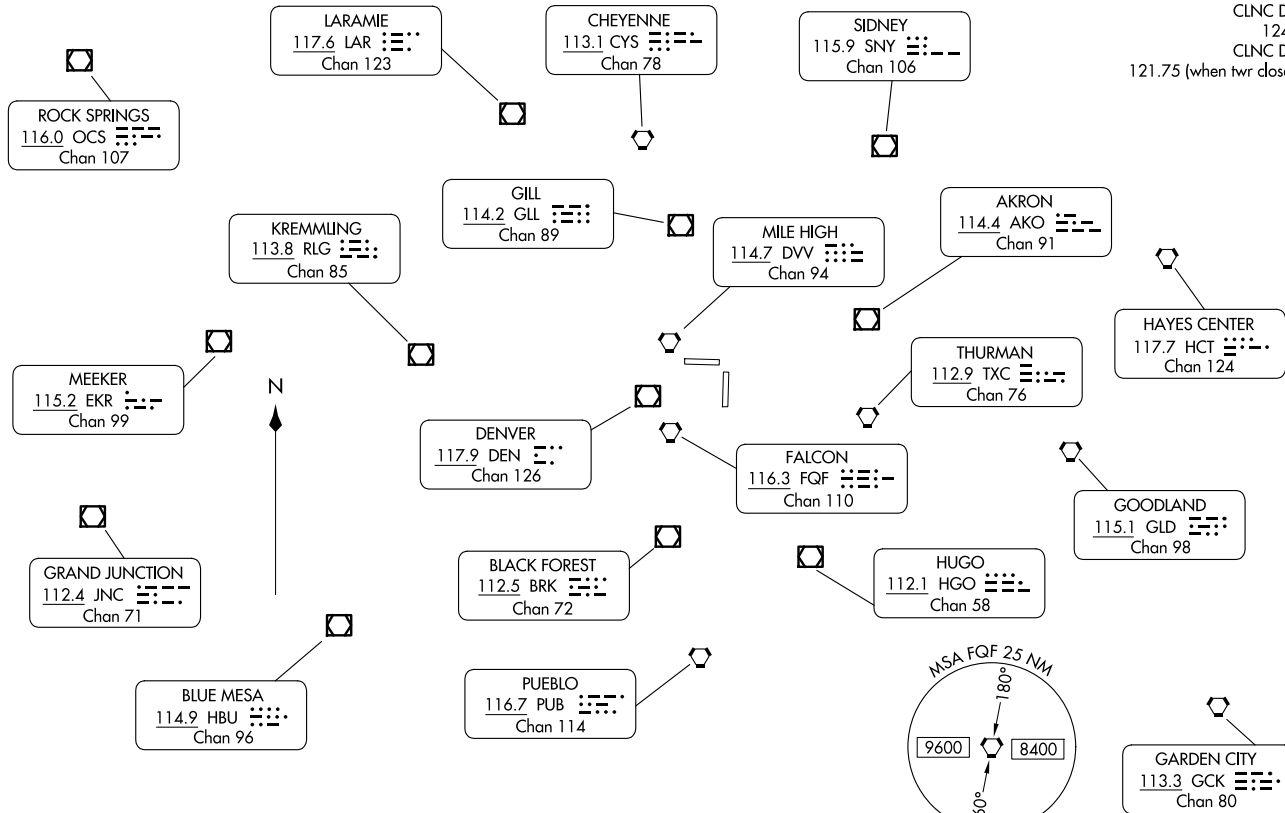 CLNC D
124
CLNC D
121.75 (when twr close
LARAMIE
117.6 LAR
Chan 123
CHEYENNE
113.1 CYS
Chan 78
SIDNEY
115.9 SNY
Chan 106
ROCK SPRINGS
116.0 OCS
Chan 107
GILL
114.2 GLL
Chan 89
AKRON
114.4 AKO
Chan 91
KREMMLING
113.8 RLG
Chan 85
MILE HIGH
114.7 DVV
Chan 94
HAYES CENTER
117.7 HCT
Chan 124
THURMAN
112.9 TXC
Chan 76
MEEKER
115.2 EKR
Chan 99
N
DENVER
117.9 DEN
Chan 126
FALCON
116.3 FQF
Chan 110
GOODLAND
115.1 GLD
Chan 98
GRAND JUNCTION
112.4 JNC
Chan 71
BLACK FOREST
112.5 BRK
Chan 72
HUGO
112.1 HGO
Chan 58
BLUE MESA
114.9 HBU
Chan 96
PUEBLO
116.7 PUB
Chan 114
MSA FQF 25 NM
180°
9600
8400
60°
GARDEN CITY
113.3 GCK
Chan 80